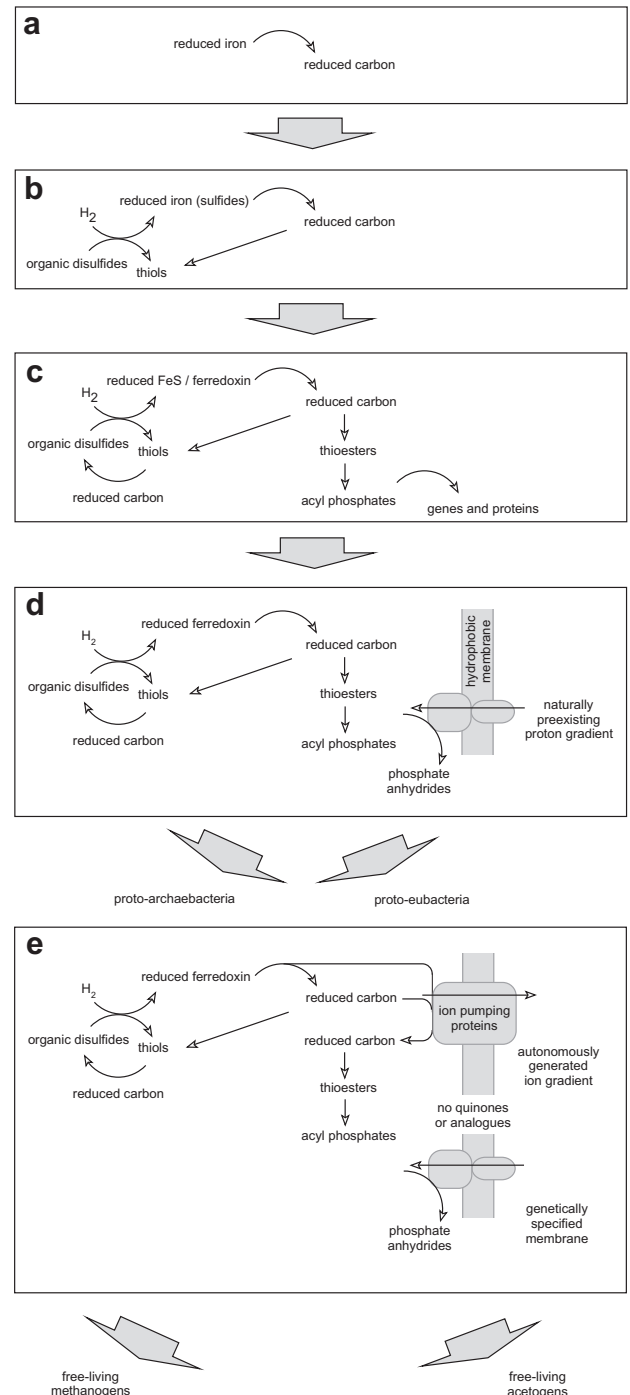 a
reduced iron
reduced carbon
b
H2
reduced iron (sulfides)
reduced carbon
organic disulfides
thiols
c
H2
reduced FeS / ferredoxin
reduced carbon
organic disulfides
thiols
thioesters
reduced carbon
acyl phosphates
genes and proteins
d
H2
reduced ferredoxin
reduced carbon
hydrophobic
membrane
organic disulfides
thiols
thioesters
naturally
preexisting
proton gradient
reduced carbon
acyl phosphates
phosphate
anhydrides
proto-archaebacteria
proto-eubacteria
e
H2
reduced ferredoxin
reduced carbon
ion pumping
proteins
organic disulfides
thiols
reduced carbon
autonomously
generated
ion gradient
reduced carbon
thioesters
no quinones
or analogues
acyl phosphates
phosphate
anhydrides
genetically
specified
membrane
free-living
methanogens
free-living
acetogens